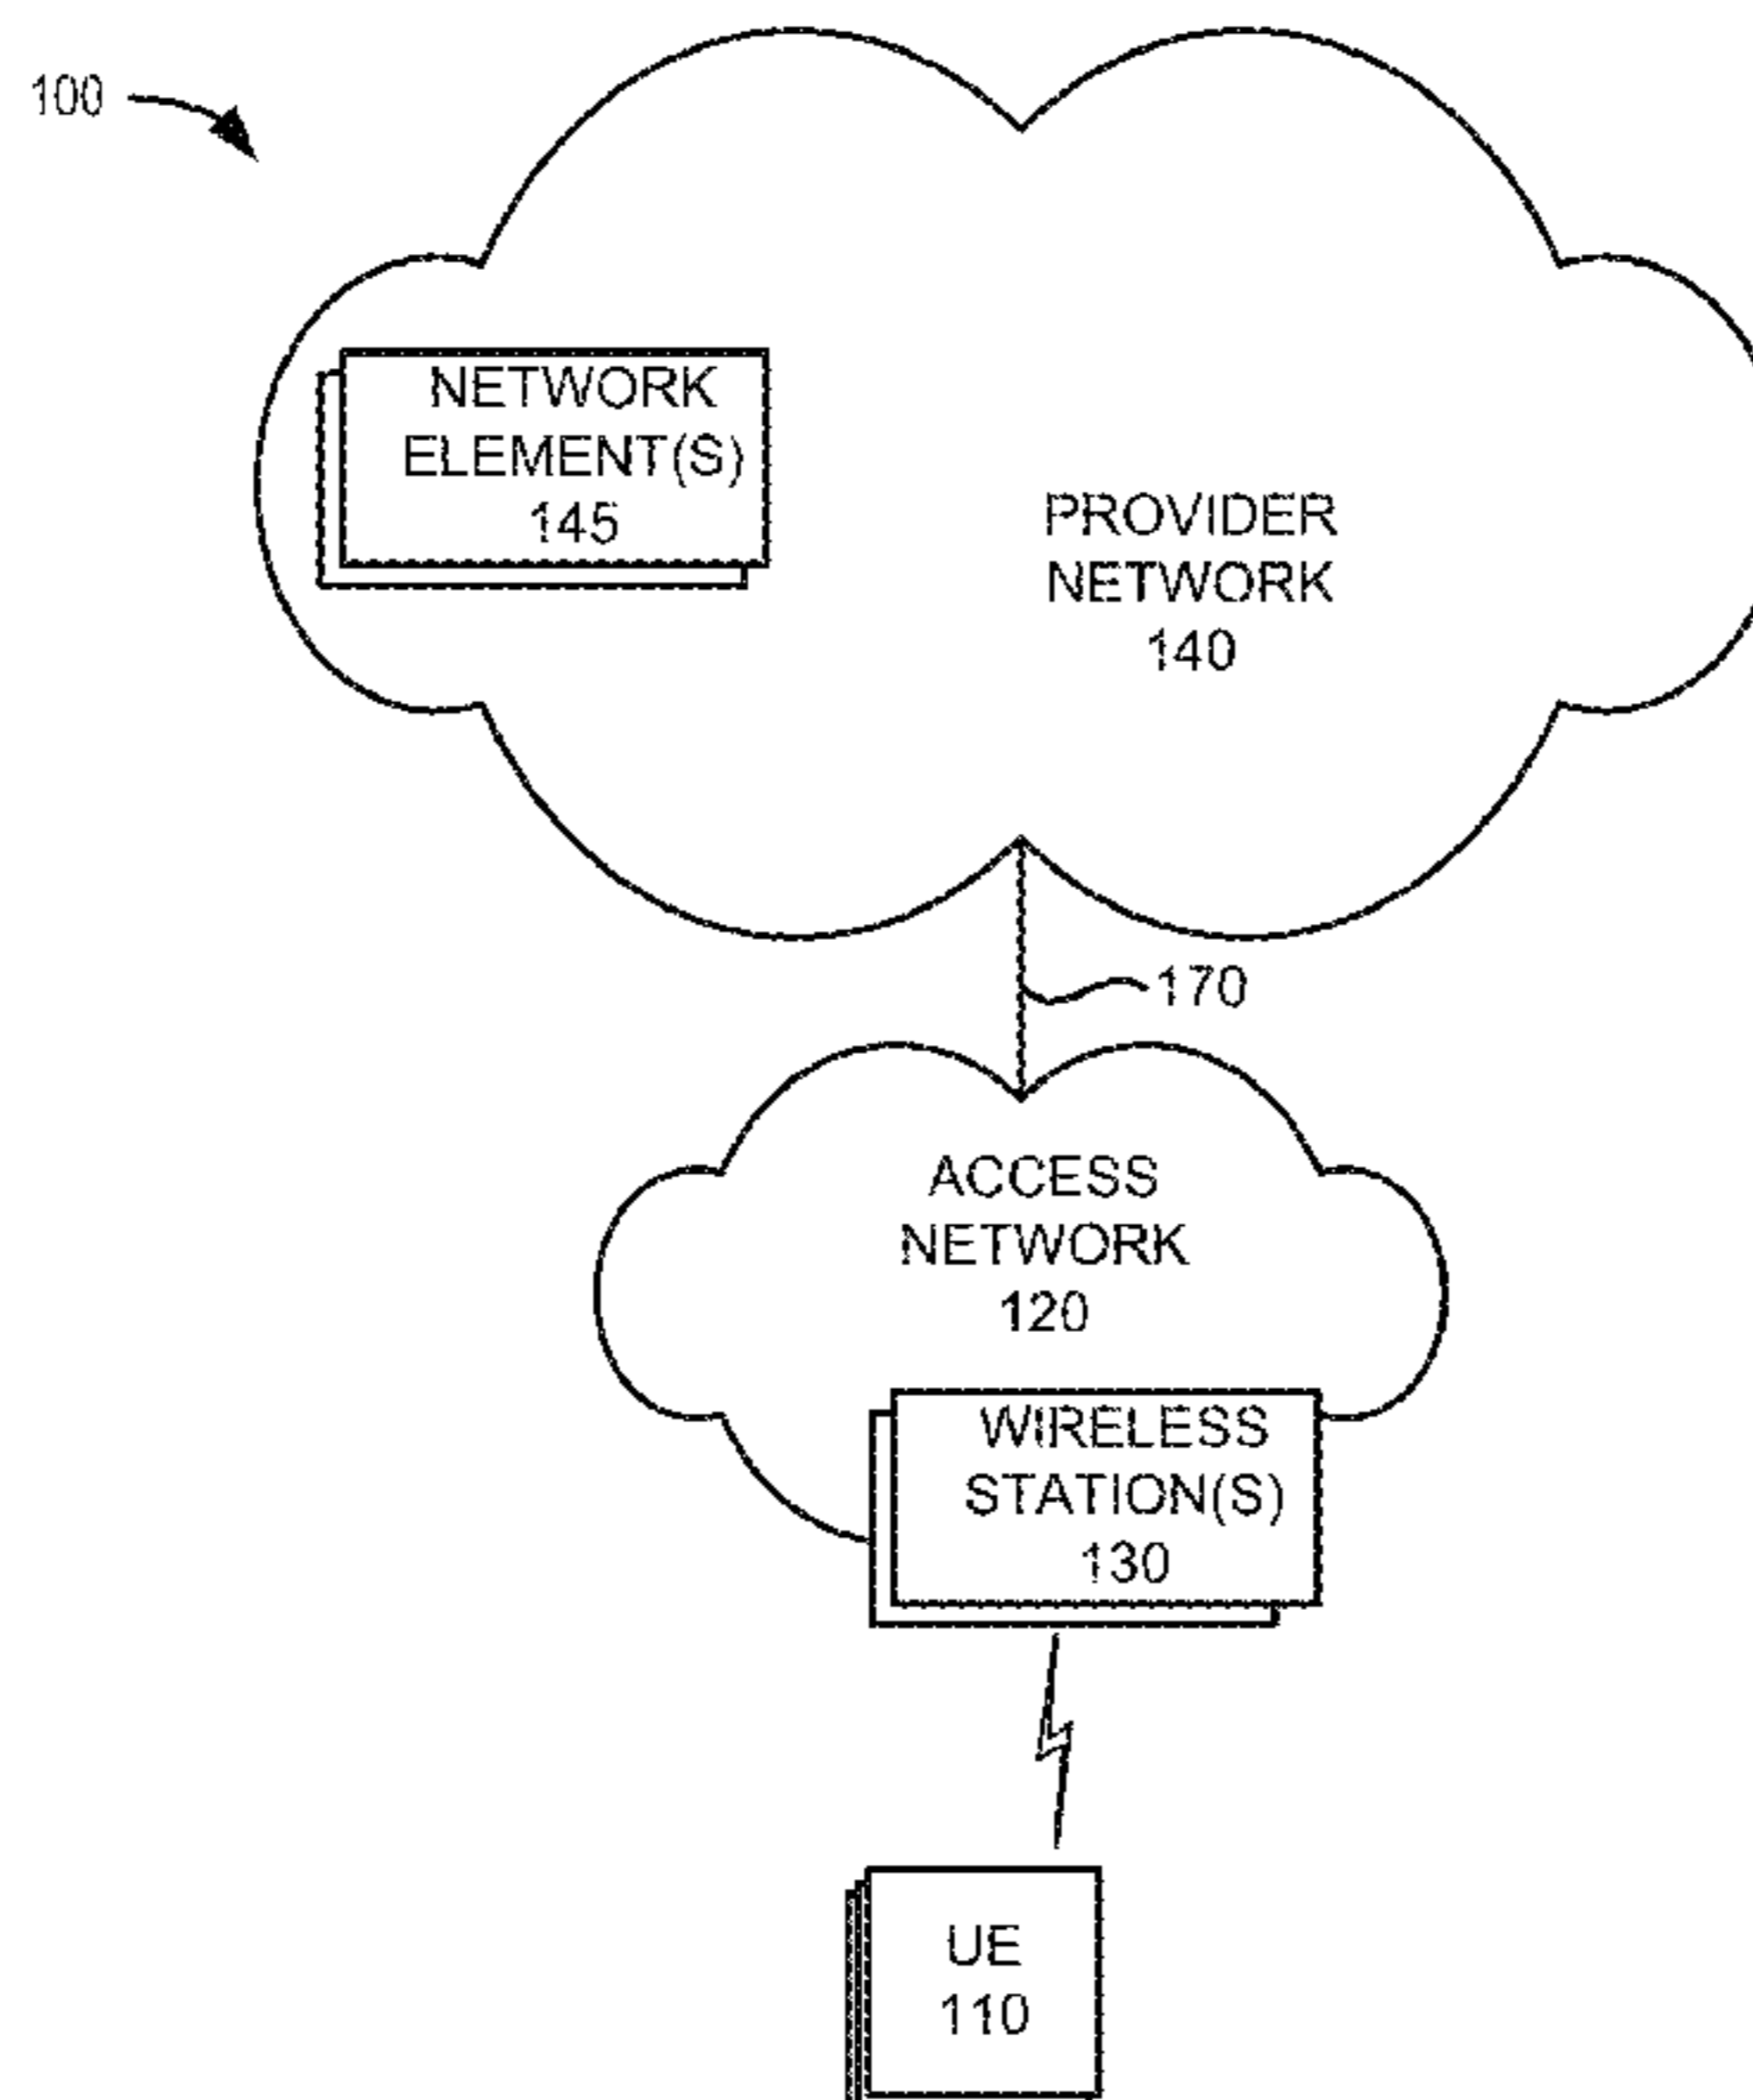 100
NETWORK
ELEMENT(S)
145
PROVIDER
NETWORK
140
170
ACCESS
NETWORK
120
WIRELESS
STATION(S)
130
UE
110